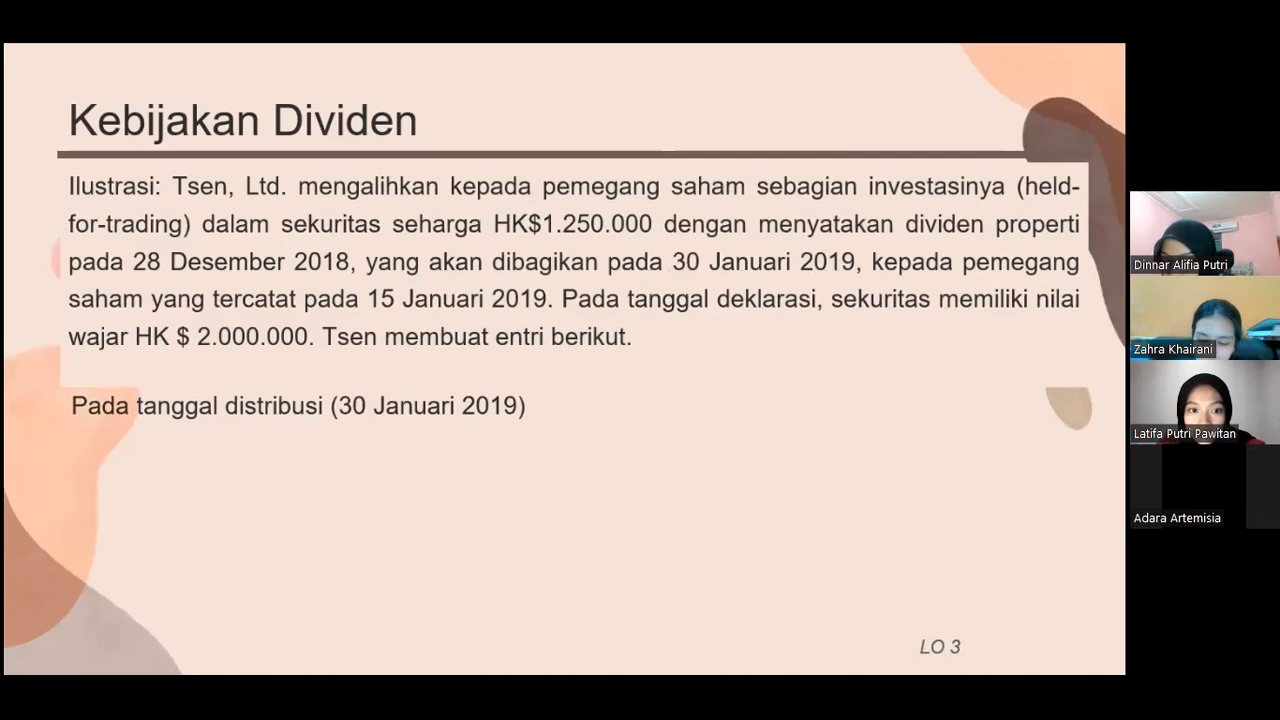 Kebijakan Dividen
Ilustrasi: Tsen, Ltd. mengalihkan kepada pemegang saham sebagian investasinya (held-
for-trading) dalam sekuritas seharga HK$1.250.000 dengan menyatakan dividen properti
pada 28 Desember 2018, yang akan dibagikan pada 30 Januari 2019, kepada pemegang
saham yang tercatat pada 15 Januari 2019. Pada tanggal deklarasi, sekuritas memiliki nilai
wajar HK $ 2.000.000. Tsen membuat entri berikut.
Pada tanggal distribusi (30 Januari 2019)
LO 3
Dinnar Alifia Putri
Zahra Khairani
Latifa Putri Pawitan
Adara Artemisia